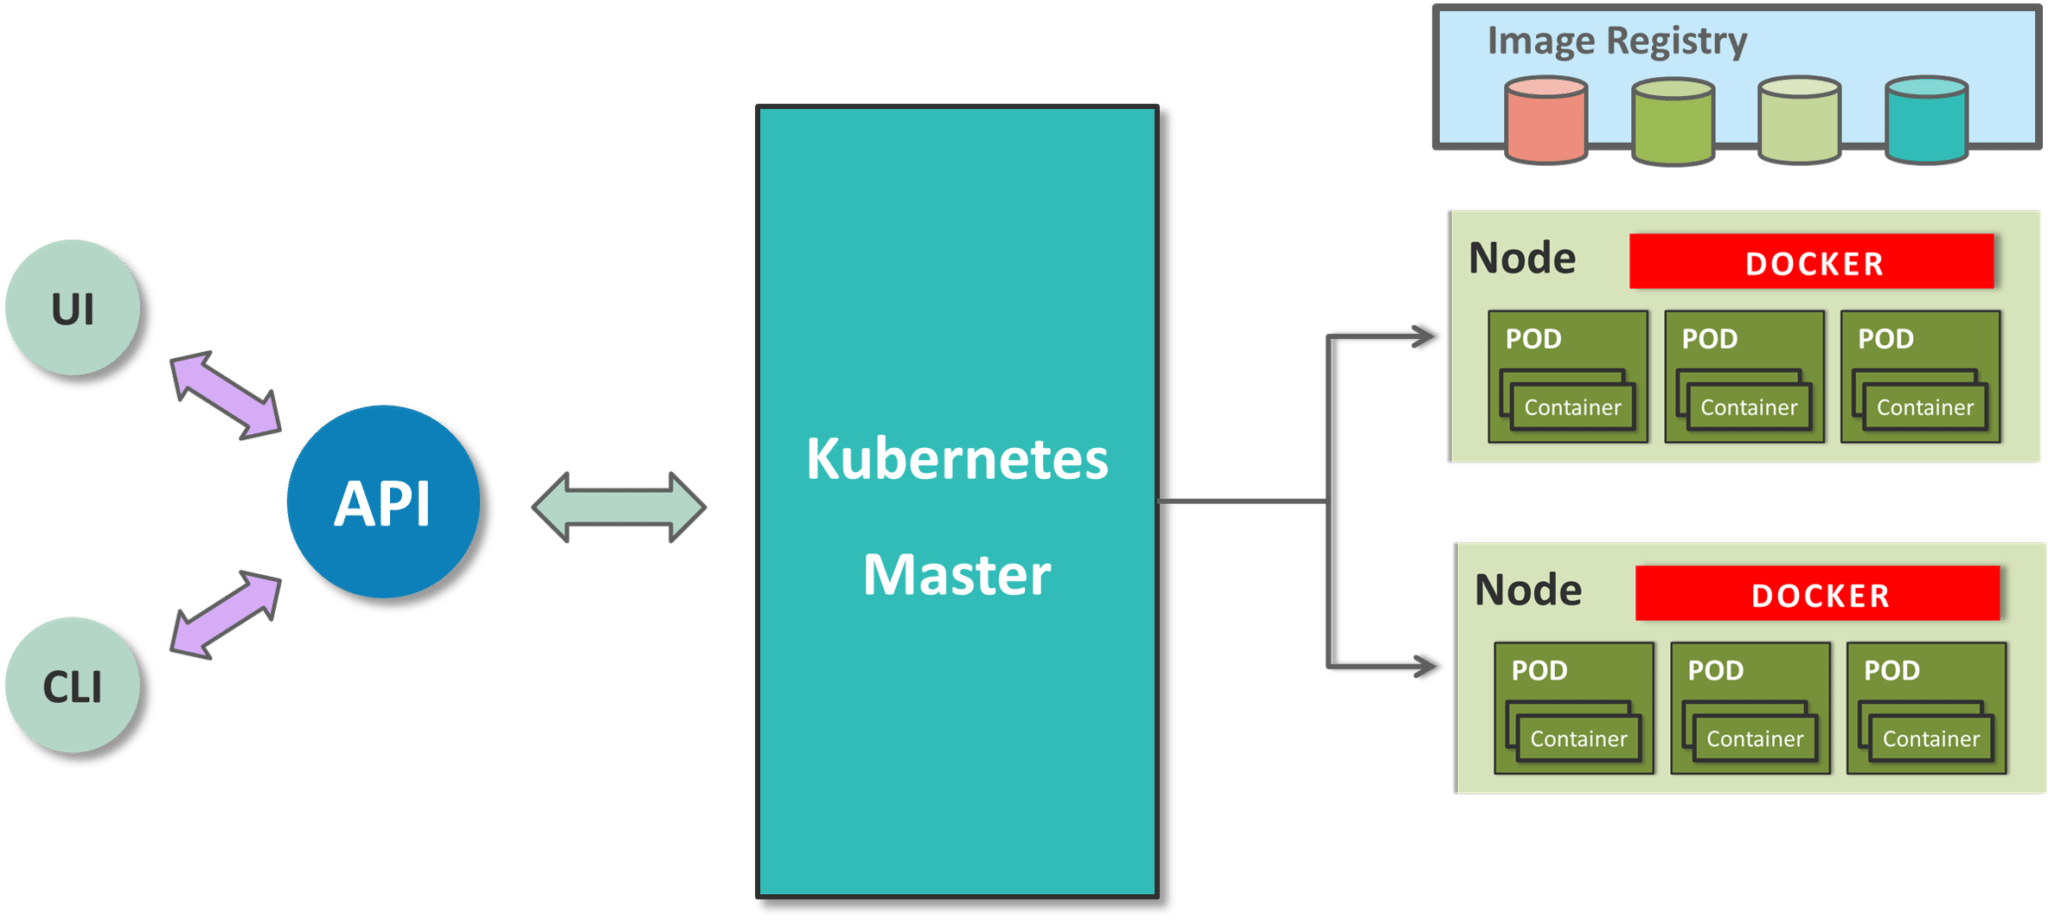 Image Registry
UI
API
CLI
Kubernetes
Master
Node
DOCKER
POD
POD
POD
Container
Container
Container
Node
DOCKER
POD
POD
POD
Container
Container
Container